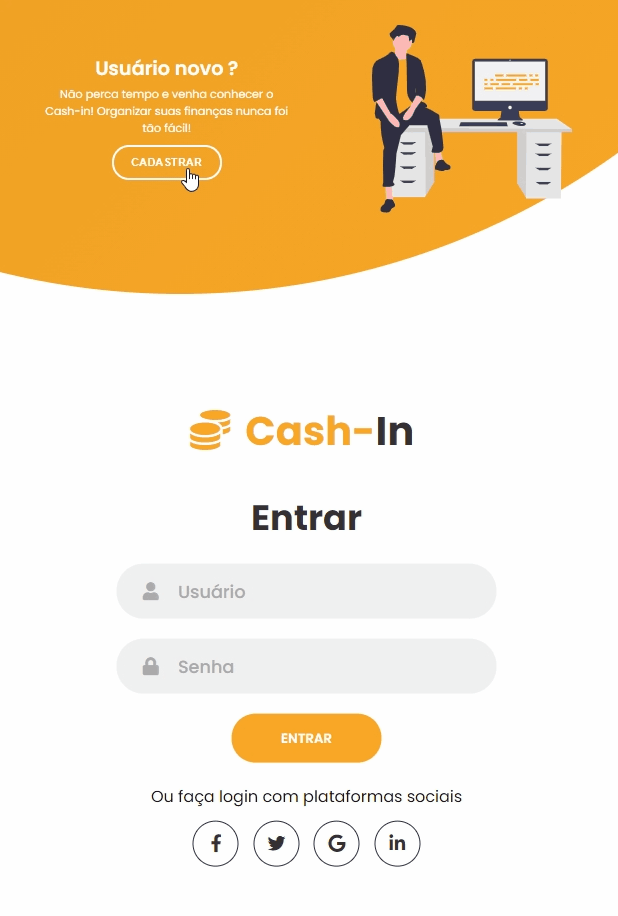 Usuário novo ?
Não perca tempo e venha conhecer o
Cash-in! Organizar suas finanças nunca foi
tão fácil!
CADASTRAR
Cash-In
Entrar
Usuário
Senha
ENTRAR
Ou faça login com plataformas sociais